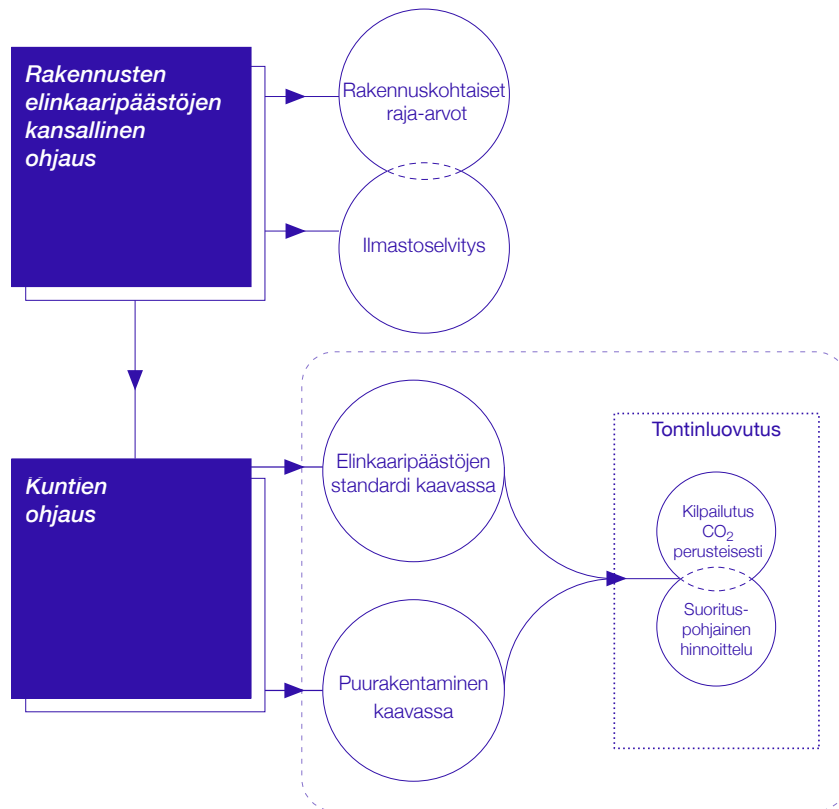 Rakennusten
elinkaaripäästöjen
kansallinen
ohjaus
Rakennuskohtaiset
raja-arvot
Ilmastoselvitys
Kuntien
ohjaus
Elinkaaripäästöjen
standardi kaavassa
Puurakentaminen
kaavassa
Tontinluovutus
Kilpailutus
CO₂
perusteisesti
Suoritus-
pohjainen
hinnoittelu